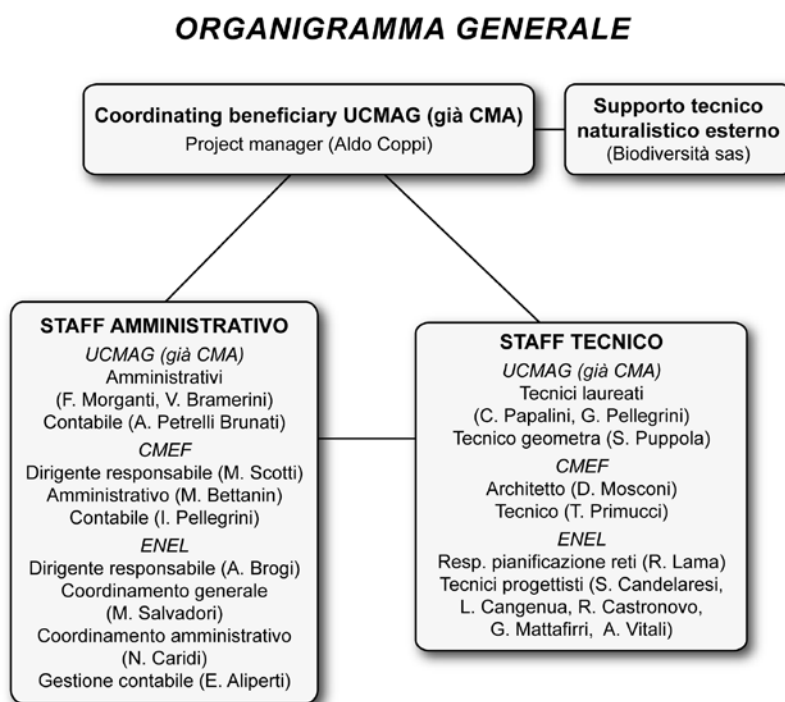 ORGANIGRAMMA GENERALE
Coordinating beneficiary UCMAG (già CMA)
Project manager (Aldo Coppi)
Supporto tecnico
naturalistico esterno
(Biodiversità sas)
STAFF AMMINISTRATIVO
UCMAG (già CMA)
Amministrativi
(F. Morganti, V. Bramerini)
Contabile (A. Petrelli Brunati)
CMEF
Dirigente responsabile (M. Scotti)
Amministrativo (M. Bettanin)
Contabile (I. Pellegrini)
ENEL
Dirigente responsabile (A. Brogi)
Coordinamento generale
(M. Salvadori)
Coordinamento amministrativo
(N. Caridi)
Gestione contabile (E. Aliperti)
STAFF TECNICO
UCMAG (già CMA)
Tecnici laureati
(C. Papalini, G. Pellegrini)
Tecnico geometra (S. Puppola)
CMEF
Architetto (D. Mosconi)
Tecnico (T. Primucci)
ENEL
Resp. pianificazione reti (R. Lama)
Tecnici progettisti (S. Candelaresi,
L. Cangenua, R. Castronovo,
G. Mattafirri, A. Vitali)